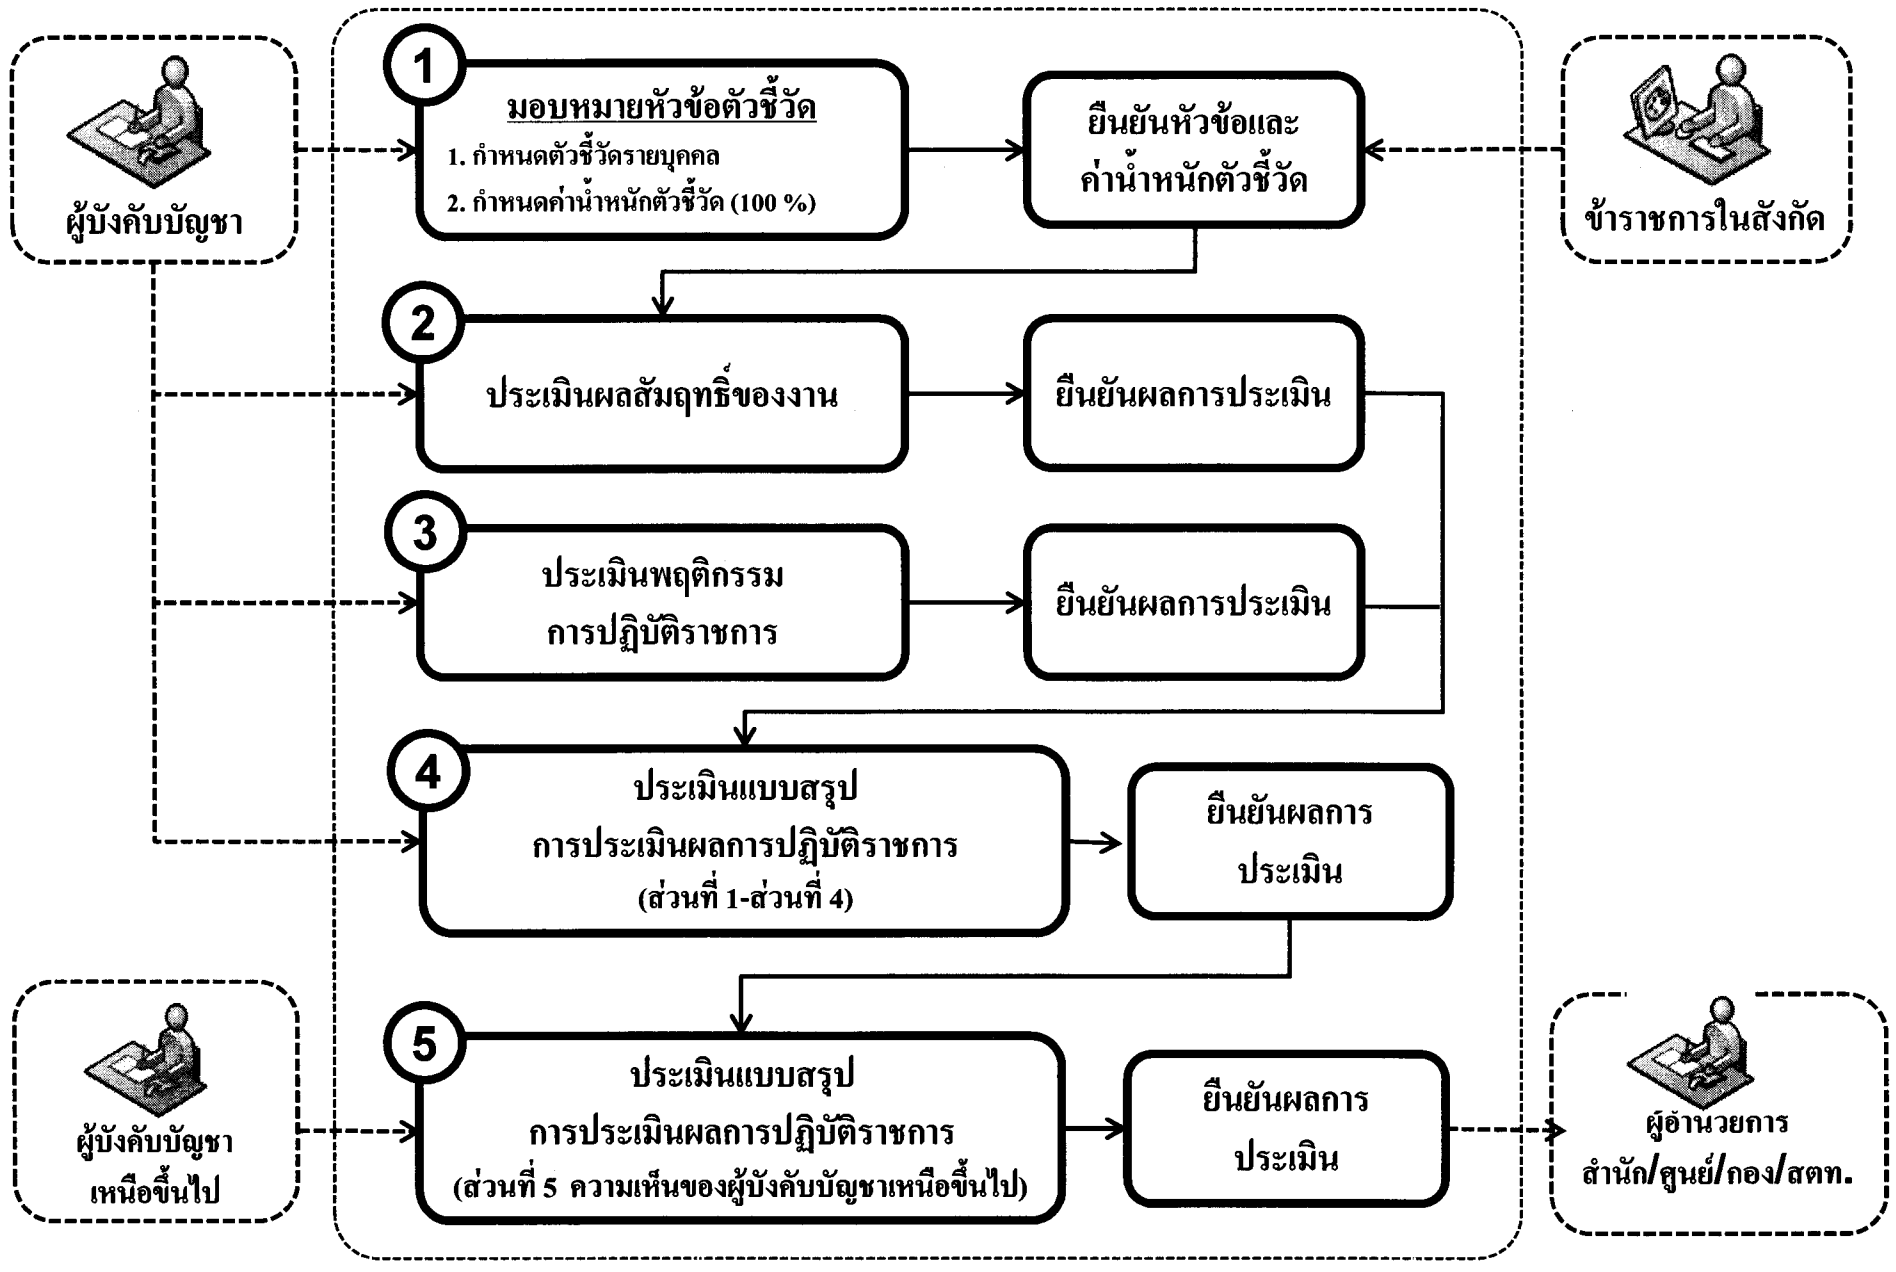 1
มอบหมายหัวข้อตัวชี้วัด
1. กำหนดตัวชี้วัดรายบุคคล
2. กำหนดค่าน้ำหนักตัวชี้วัด (100 %)
ยืนยันหัวข้อและ
ค่าน้ำหนักตัวชี้วัด
ผู้บังคับบัญชา
ข้าราชการในสังกัด
2
ประเมินผลสัมฤทธิ์ของงาน
ยืนยันผลการประเมิน
3
ประเมินพฤติกรรม
การปฏิบัติราชการ
ยืนยันผลการประเมิน
4
ประเมินแบบสรุป
การประเมินผลการปฏิบัติราชการ
(ส่วนที่ 1-ส่วนที่ 4)
ยืนยันผลการ
ประเมิน
5
ประเมินแบบสรุป
การประเมินผลการปฏิบัติราชการ
(ส่วนที่ 5 ความเห็นของผู้บังคับบัญชาเหนือขึ้นไป)
ยืนยันผลการ
ประเมิน
ผู้บังคับบัญชา
เหนือขึ้นไป
ผู้อำนวยการ
สำนัก/ศูนย์/กอง/สตท.